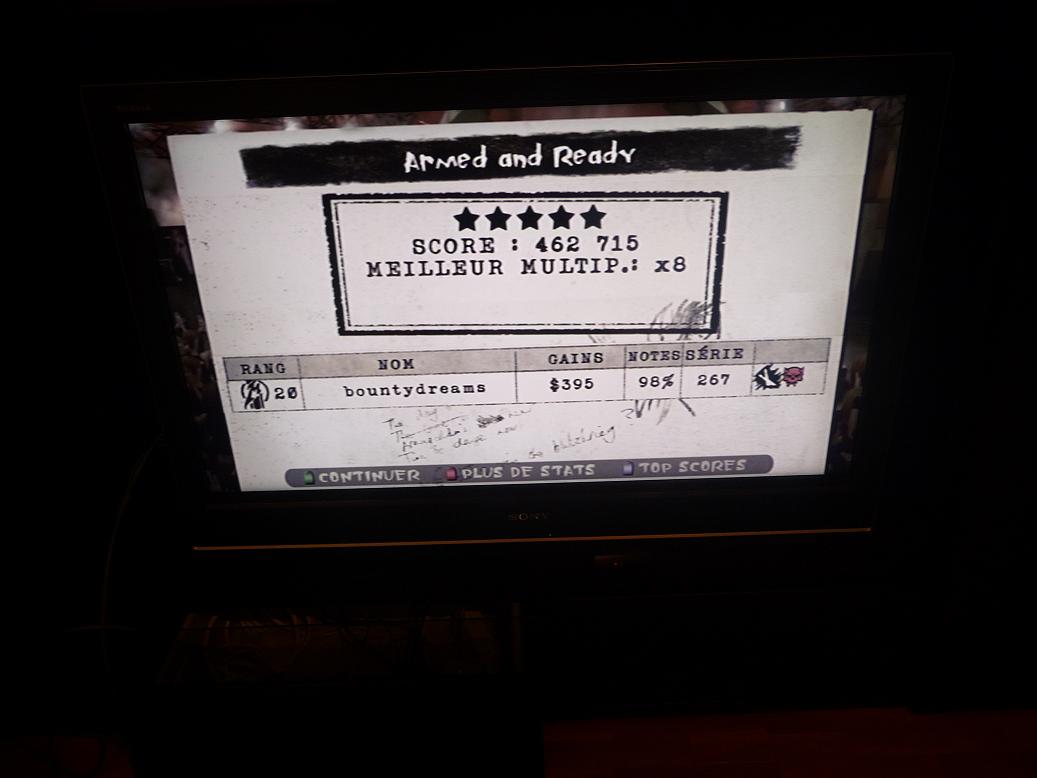 Armed and Ready
SCORE : 462 715
MEILLEUR MULTIP.: x8
RANG NOM GAINS NOTES SÉRIE
20 bountydreams $395 98% 267
CONTINUER PLUS DE STATS TOP SCORES
SONY